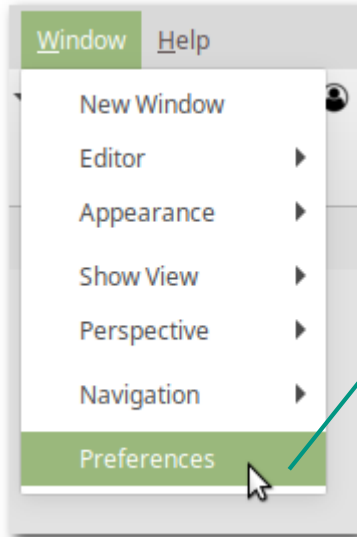 Window Help
New Window
Editor
Appearance
Show View
Perspective
Navigation
Preferences